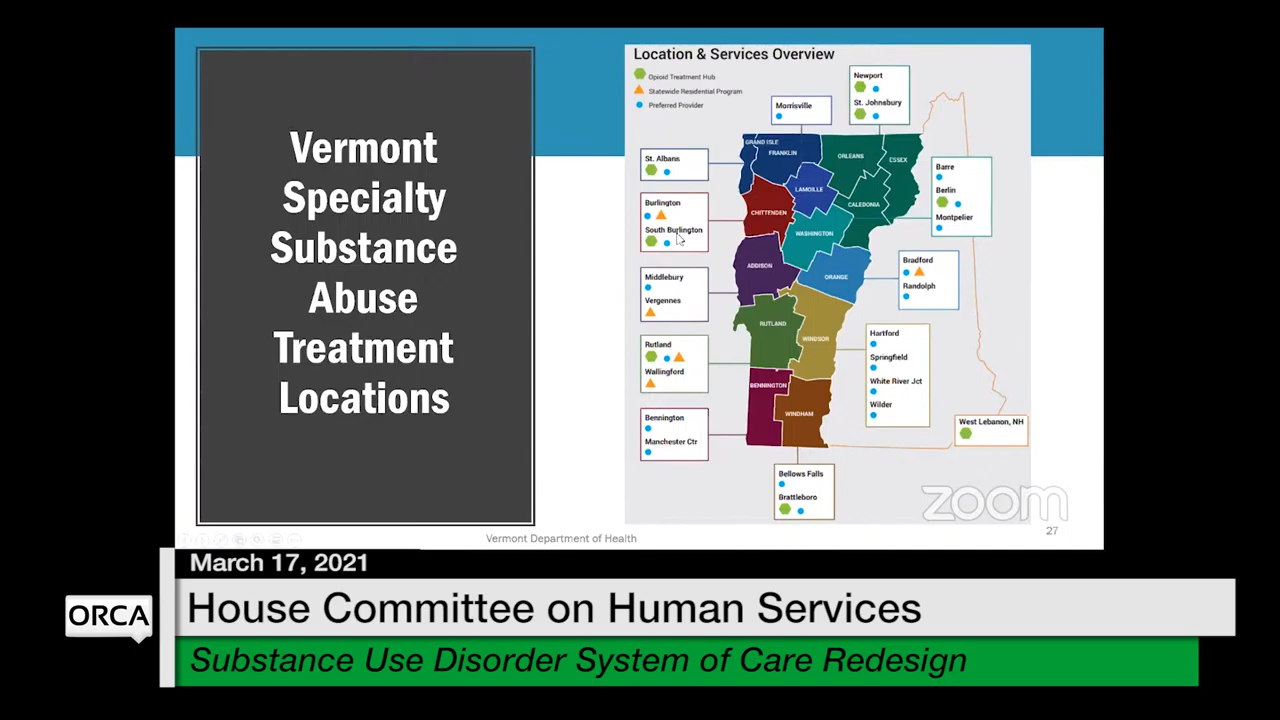 Vermont
Specialty
Substance
Abuse
Treatment
Locations
Location & Services Overview
Opioid Treatment Hub
Statewide Residential Program
Preferred Provider
Morrisville
Newport
St. Johnsbury
St. Albans
Burlington
South Burlington
Middlebury
Vergennes
Rutland
Wallingford
Bennington
Manchester Ctr
GRAND ISLE
FRANKLIN
ORLEANS
ESSEX
LAMOILLE
CALEDONIA
CHITTENDEN
WASHINGTON
ADDISON
ORANGE
RUTLAND
WINDSOR
BENNINGTON
WINDHAM
Barre
Berlin
Montpelier
Bradford
Randolph
Hartford
Springfield
White River Jct
Wilder
West Lebanon, NH
Bellows Falls
Brattleboro
zoom
Vermont Department of Health
27
March 17, 2021
ORCA
House Committee on Human Services
Substance Use Disorder System of Care Redesign